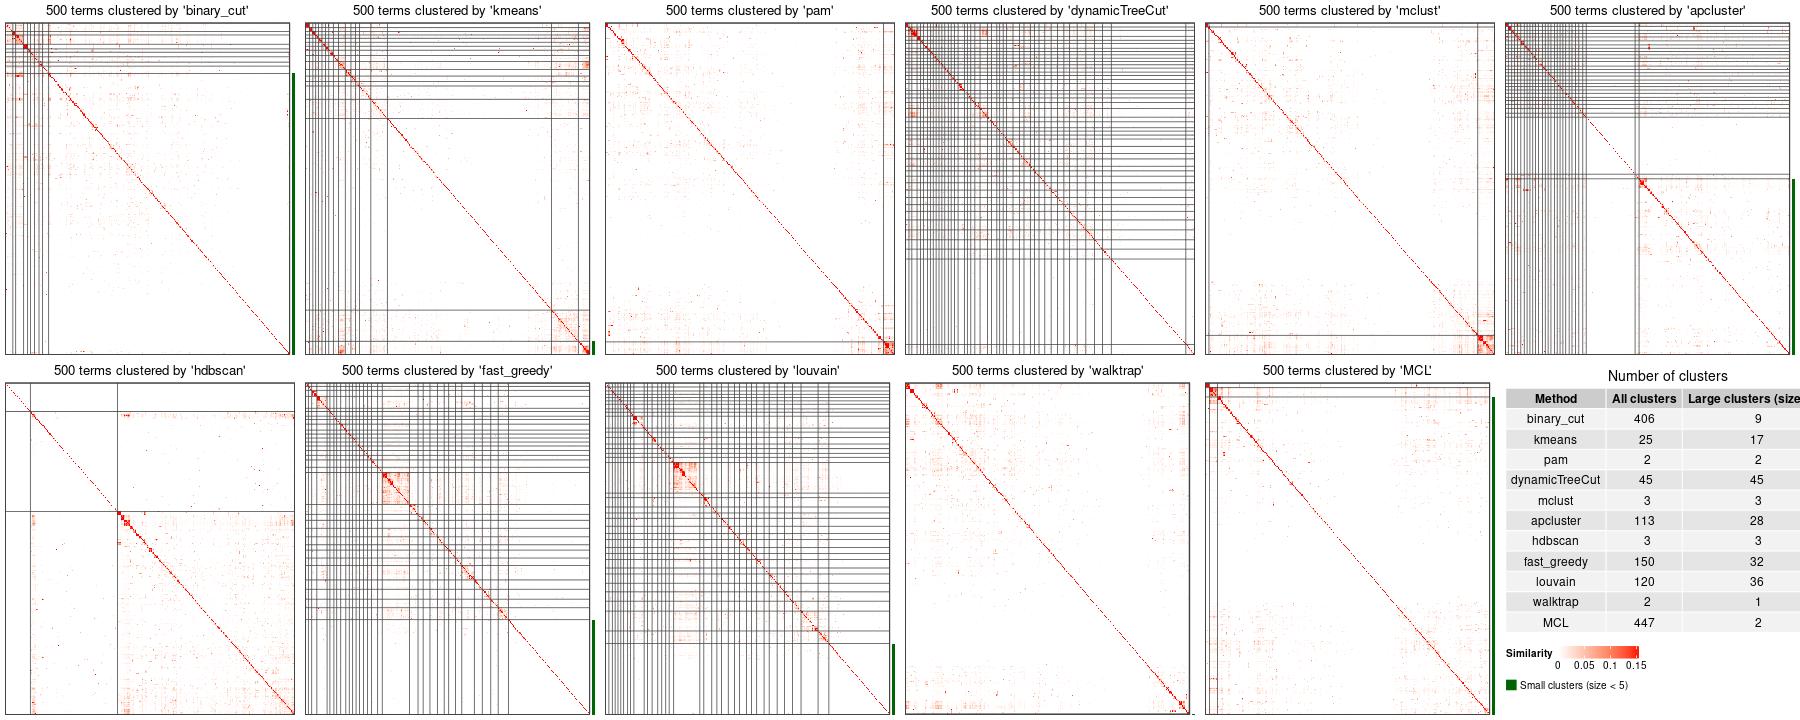 500 terms clustered by 'binary_cut'
500 terms clustered by 'kmeans'
500 terms clustered by 'pam'
500 terms clustered by 'dynamicTreeCut'
500 terms clustered by 'mclust'
500 terms clustered by 'apcluster'
500 terms clustered by 'hdbscan'
500 terms clustered by 'fast_greedy'
500 terms clustered by 'louvain'
500 terms clustered by 'walktrap'
500 terms clustered by 'MCL'
Number of clusters
Method All clusters Large clusters (size
binary_cut 406 9
kmeans 25 17
pam 2 2
dynamicTreeCut 45 45
mclust 3 3
apcluster 113 28
hdbscan 3 3
fast_greedy 150 32
louvain 120 36
walktrap 2 1
MCL 447 2
Similarity
0 0.05 0.1 0.15
Small clusters (size < 5)